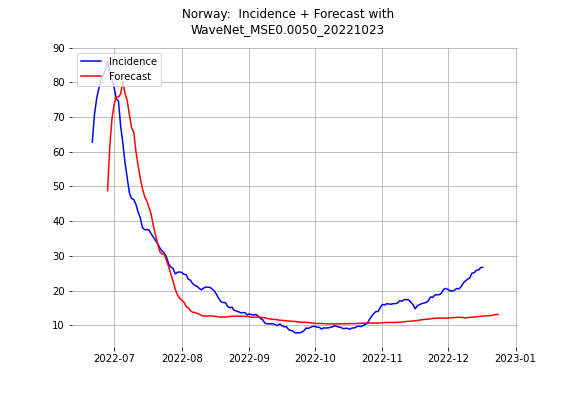 Norway:  Incidence + Forecast with
WaveNet_MSE0.0050_20221023
Incidence
Forecast
90
80
70
60
50
40
30
20
10
2022-07 2022-08 2022-09 2022-10 2022-11 2022-12 2023-01